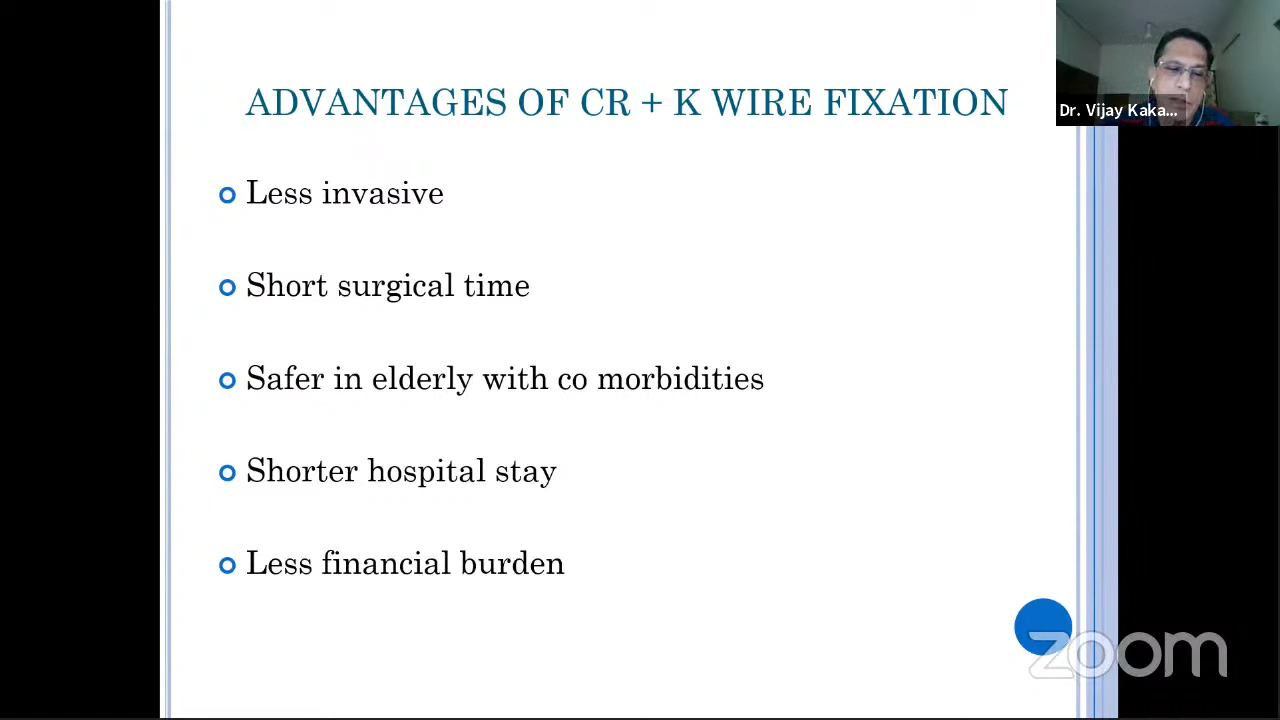 ADVANTAGES OF CR + K WIRE FIXATION
Dr. Vijay Kaka...
Less invasive
Short surgical time
Safer in elderly with co morbidities
Shorter hospital stay
Less financial burden
zoom